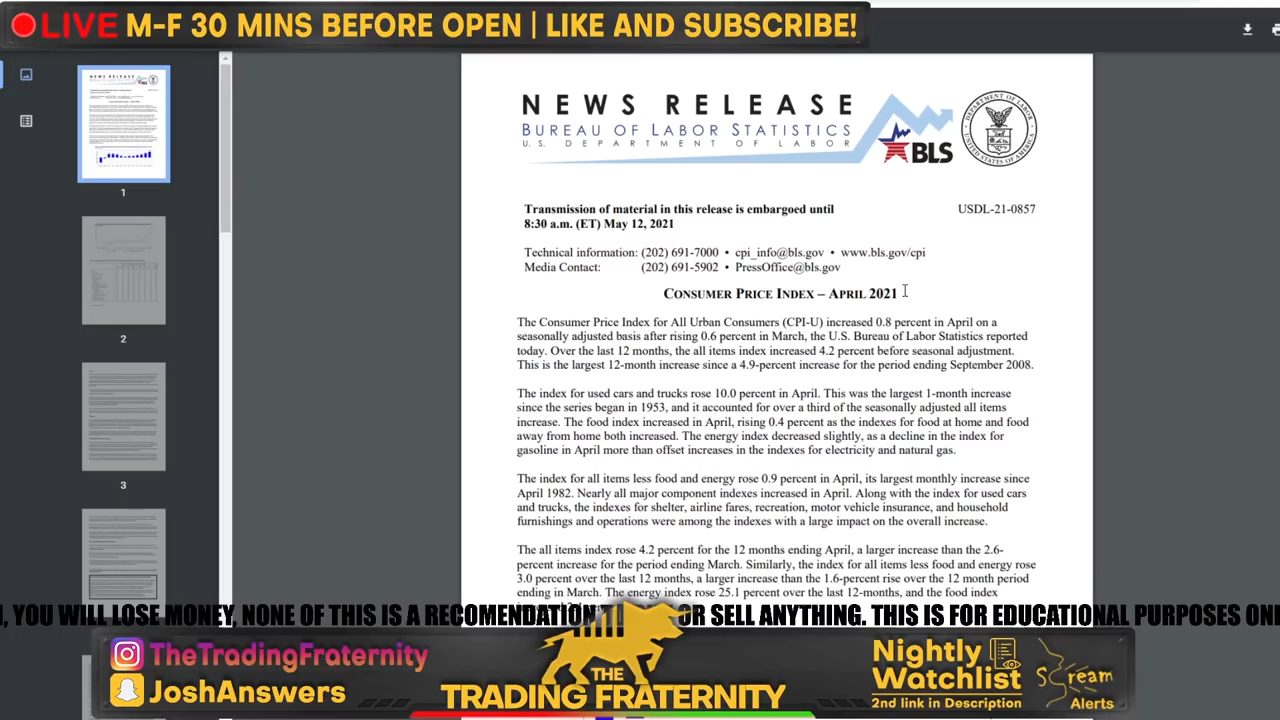 LIVE M-F 30 MINS BEFORE OPEN | LIKE AND SUBSCRIBE!
NEWS RELEASE
BUREAU OF LABOR STATISTICS
U.S. DEPARTMENT OF LABOR
BLS
DEPARTMENT OF LABOR
UNITED STATES OF AMERICA
Transmission of material in this release is embargoed until
USDL-21-0857
8:30 a.m. (ET) May 12, 2021
Technical information: (202) 691-7000 • cpi_info@bls.gov • www.bls.gov/cpi
Media Contact: (202) 691-5902 • PressOffice@bls.gov
CONSUMER PRICE INDEX – APRIL 2021
The Consumer Price Index for All Urban Consumers (CPI-U) increased 0.8 percent in April on a
seasonally adjusted basis after rising 0.6 percent in March, the U.S. Bureau of Labor Statistics reported
today. Over the last 12 months, the all items index increased 4.2 percent before seasonal adjustment.
This is the largest 12-month increase since a 4.9-percent increase for the period ending September 2008.
The index for used cars and trucks rose 10.0 percent in April. This was the largest 1-month increase
since the series began in 1953, and it accounted for over a third of the seasonally adjusted all items
increase. The food index increased in April, rising 0.4 percent as the indexes for food at home and food
away from home both increased. The energy index decreased slightly, as a decline in the index for
gasoline in April more than offset increases in the indexes for electricity and natural gas.
The index for all items less food and energy rose 0.9 percent in April, its largest monthly increase since
April 1982. Nearly all major component indexes increased in April. Along with the index for used cars
and trucks, the indexes for shelter, airline fares, recreation, motor vehicle insurance, and household
furnishings and operations were among the indexes with a large impact on the overall increase.
The all items index rose 4.2 percent for the 12 months ending April, a larger increase than the 2.6-
percent increase for the period ending March. Similarly, the index for all items less food and energy rose
3.0 percent over the last 12 months, a larger increase than the 1.6-percent rise over the 12 month period
ending in March. The energy index rose 25.1 percent over the last 12-months, and the food index
1
2
3
, YOU WILL LOSE MONEY, NONE OF THIS IS A RECOMENDATION OR SELL ANYTHING. THIS IS FOR EDUCATIONAL PURPOSES
TheTradingFraternity
JoshAnswers
THE
TRADING FRATERNITY
Nightly
Watchlist
2nd link in Description
Scream
Alerts